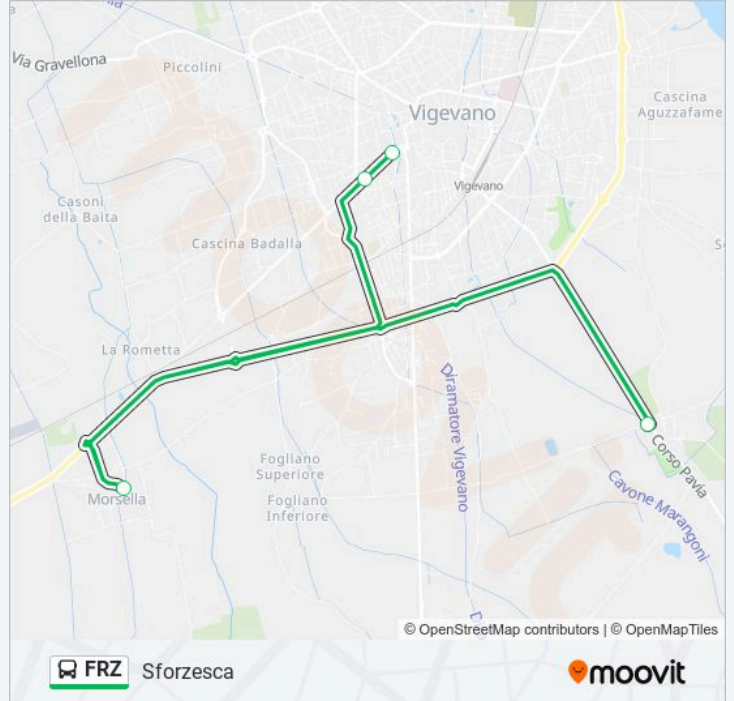 Via Gravellona
Piccolini
Vigevano
Cascina
Aguzzafame
Vigevano
Casoni
della Baita
Cascina Badalla
La Rometta
Diramatore Vigevano
Corso Pavia
Fogliano
Superiore
Cavone Marangoni
Morsella
Fogliano
Inferiore
© OpenStreetMap contributors | © OpenMapTiles
FRZ Sforzesca
moovit